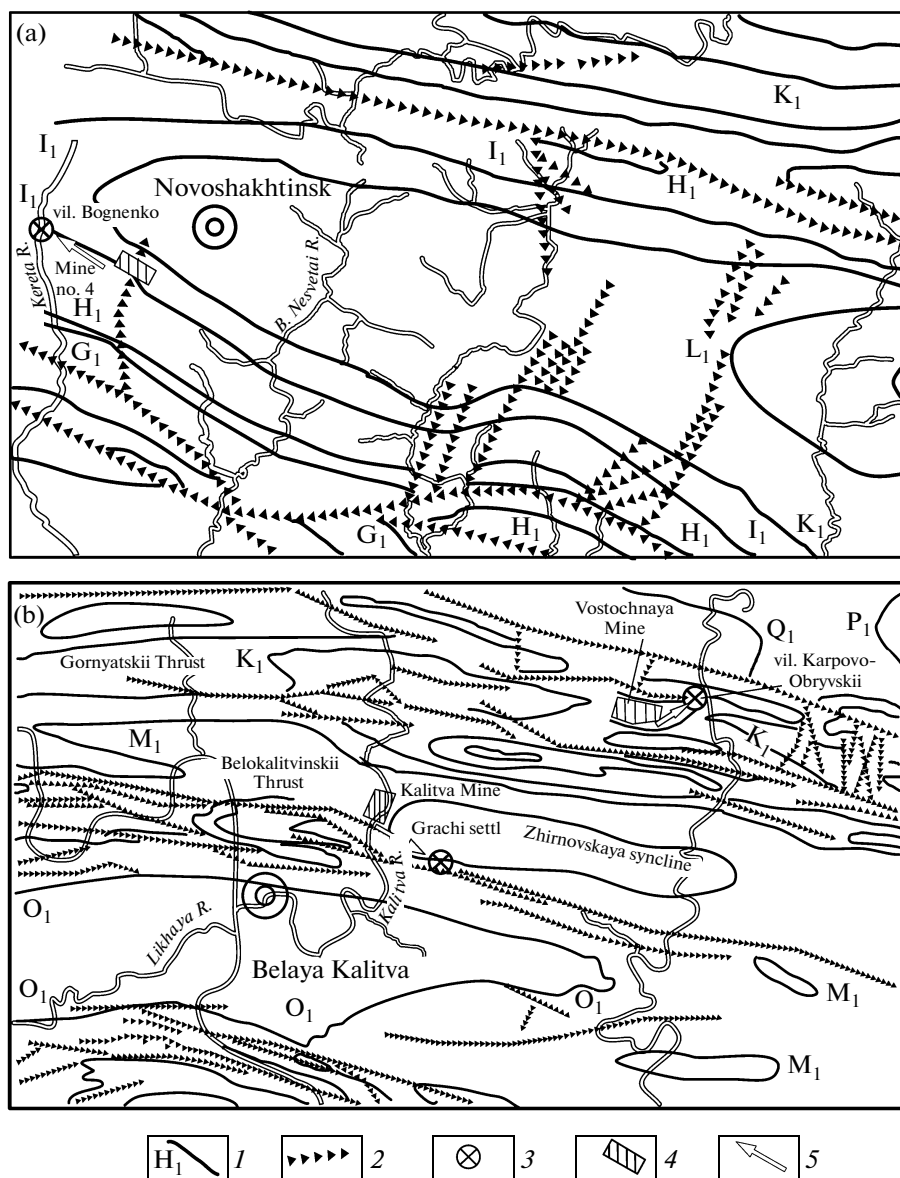 (a)
K₁
I₁
I₁
H₁
Novoshakhtinsk
I₁
vil. Bognenko
Kereta R.
Mine
no. 4
B. Nesvetai R.
H₁
G₁
L₁
G₁
H₁
H₁
I₁
K₁
(b)
Vostochnaya
Mine
Q₁
P₁
Gornyatskii Thrust
K₁
vil. Karpovo-
Obryvskii
M₁
K₁
Belokalitvinskii
Thrust
Kalitva Mine
Grachi settl
Zhirnovskaya syncline
Kalitva R.
O₁
Likhaya R.
Belaya Kalitva
O₁
O₁
O₁
M₁
M₁
H₁ 1 2 3 4 5